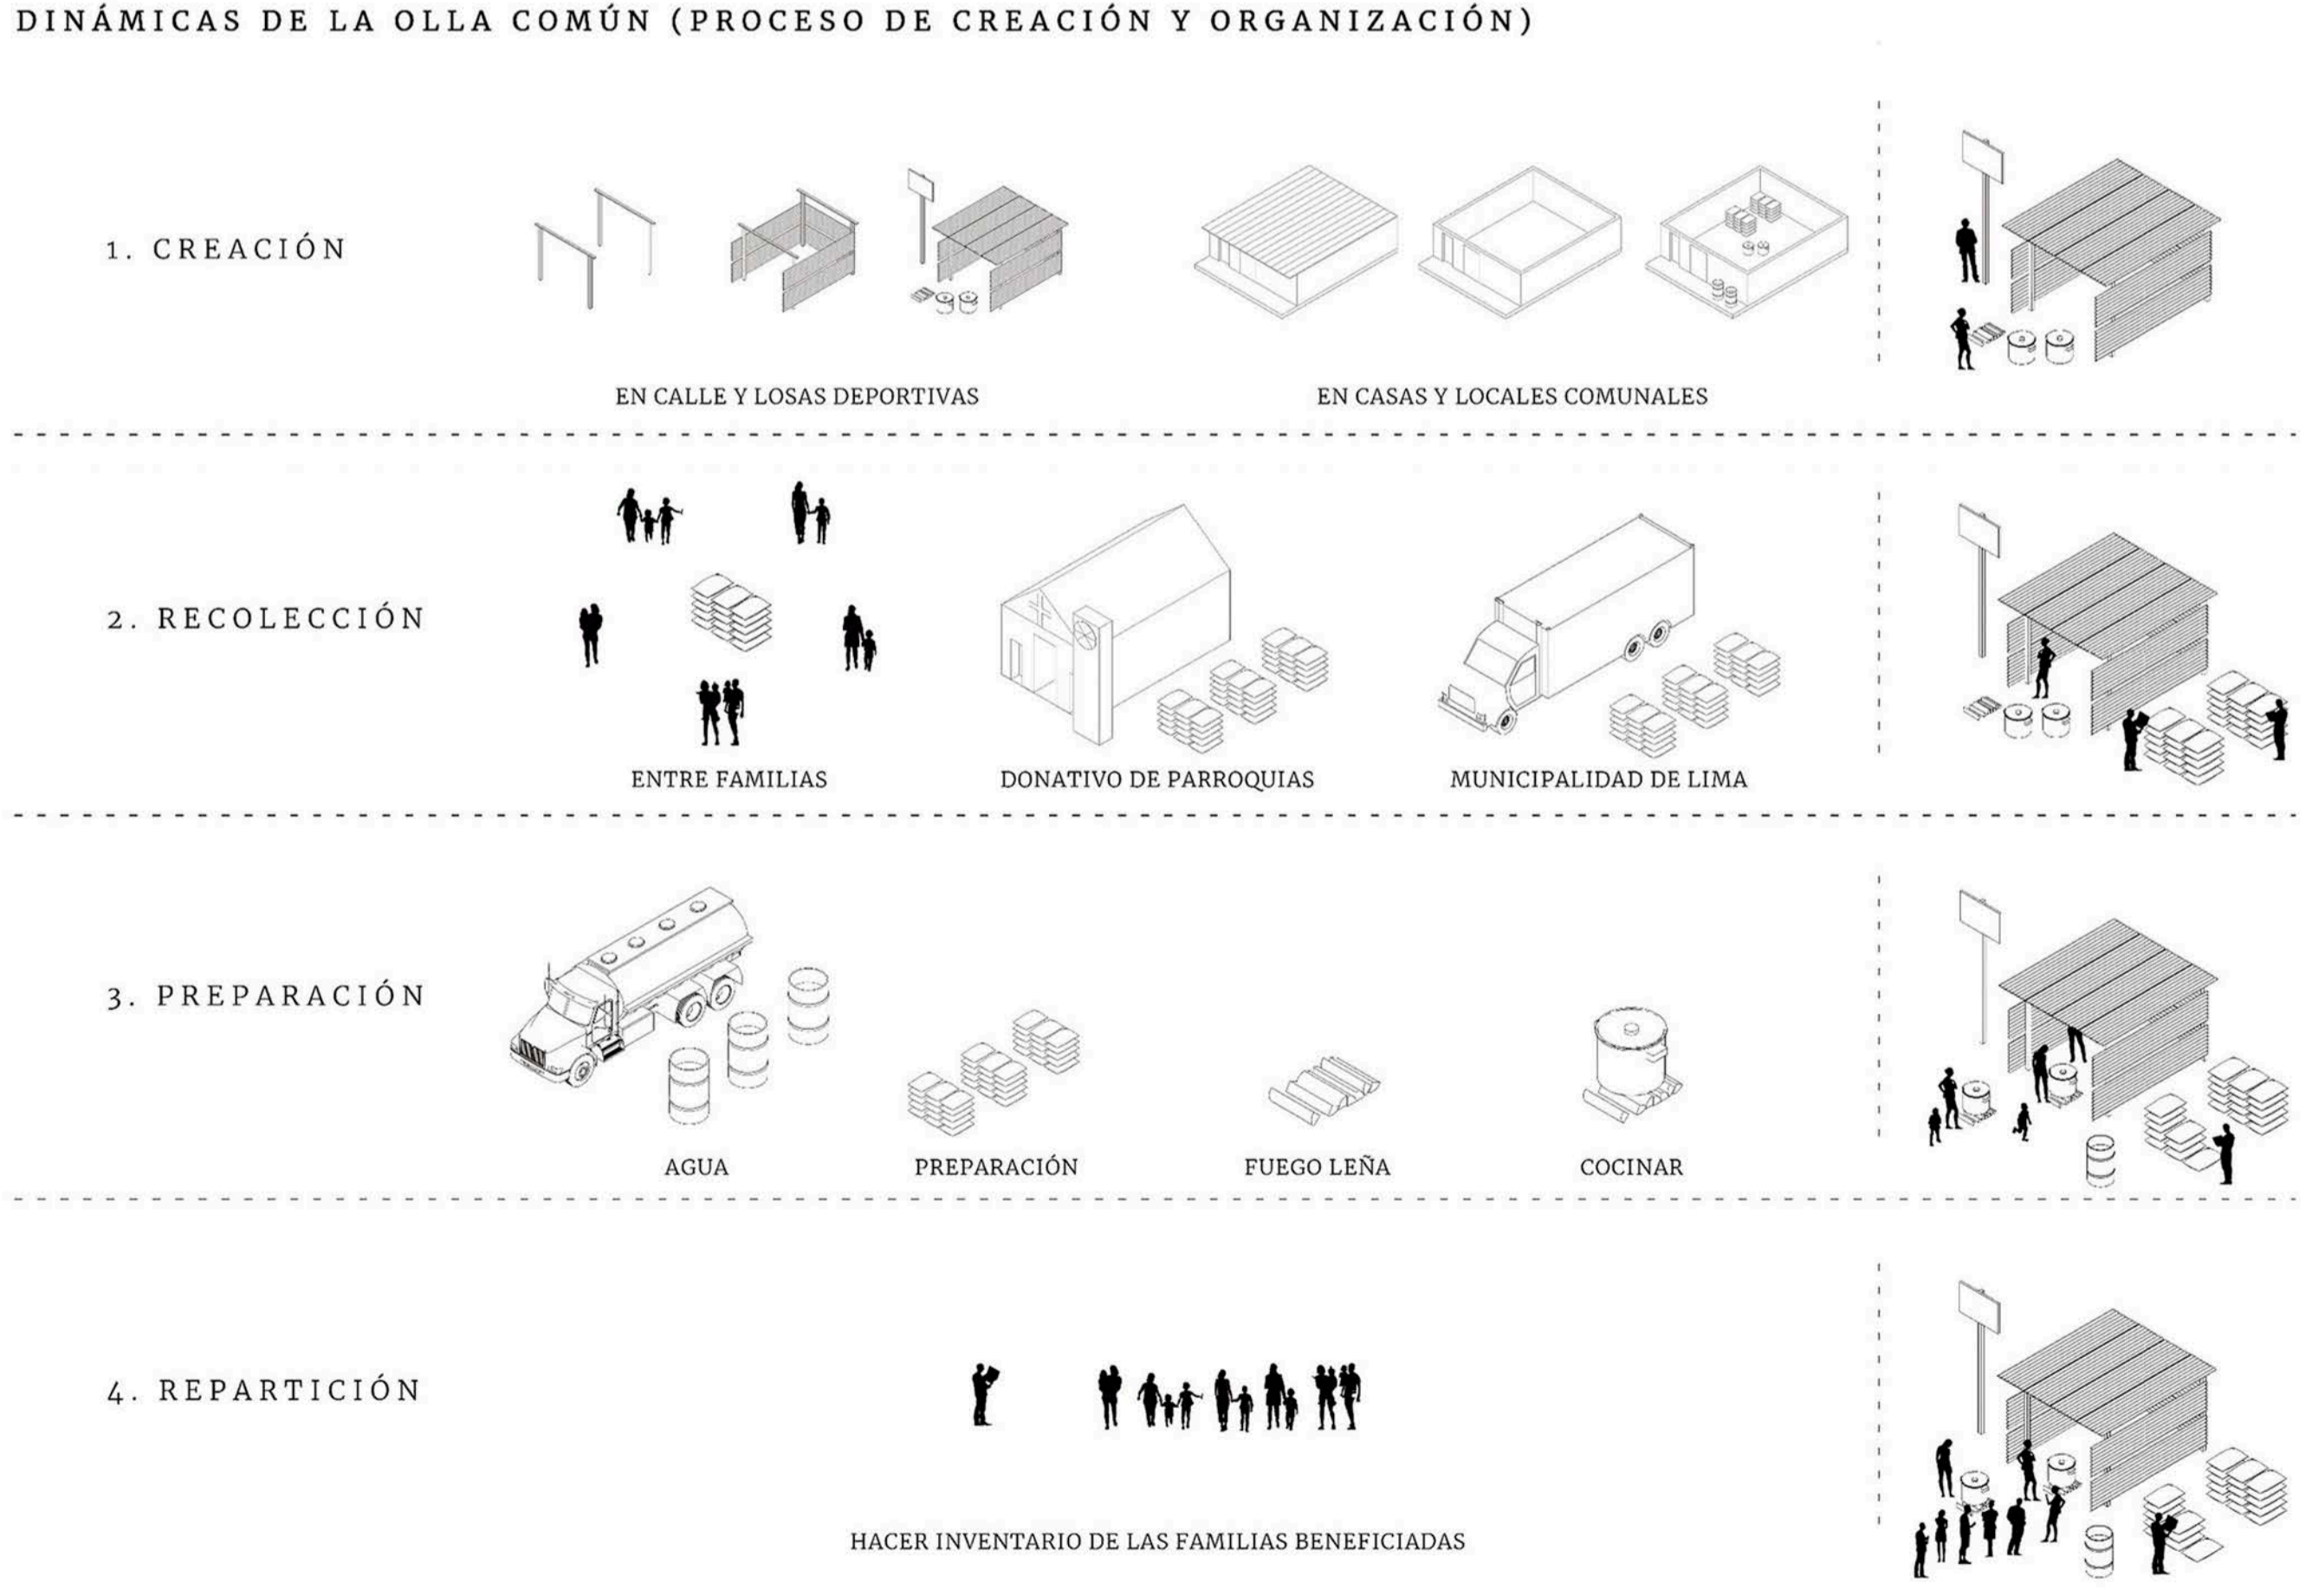 DINÁMICAS DE LA OLLA COMÚN (PROCESO DE CREACIÓN Y ORGANIZACIÓN)
1. CREACIÓN
EN CALLE Y LOSAS DEPORTIVAS
EN CASAS Y LOCALES COMUNALES
2. RECOLECCIÓN
ENTRE FAMILIAS
DONATIVO DE PARROQUIAS
MUNICIPALIDAD DE LIMA
3. PREPARACIÓN
AGUA
PREPARACIÓN
FUEGO LEÑA
COCINAR
4. REPARTICIÓN
HACER INVENTARIO DE LAS FAMILIAS BENEFICIADAS